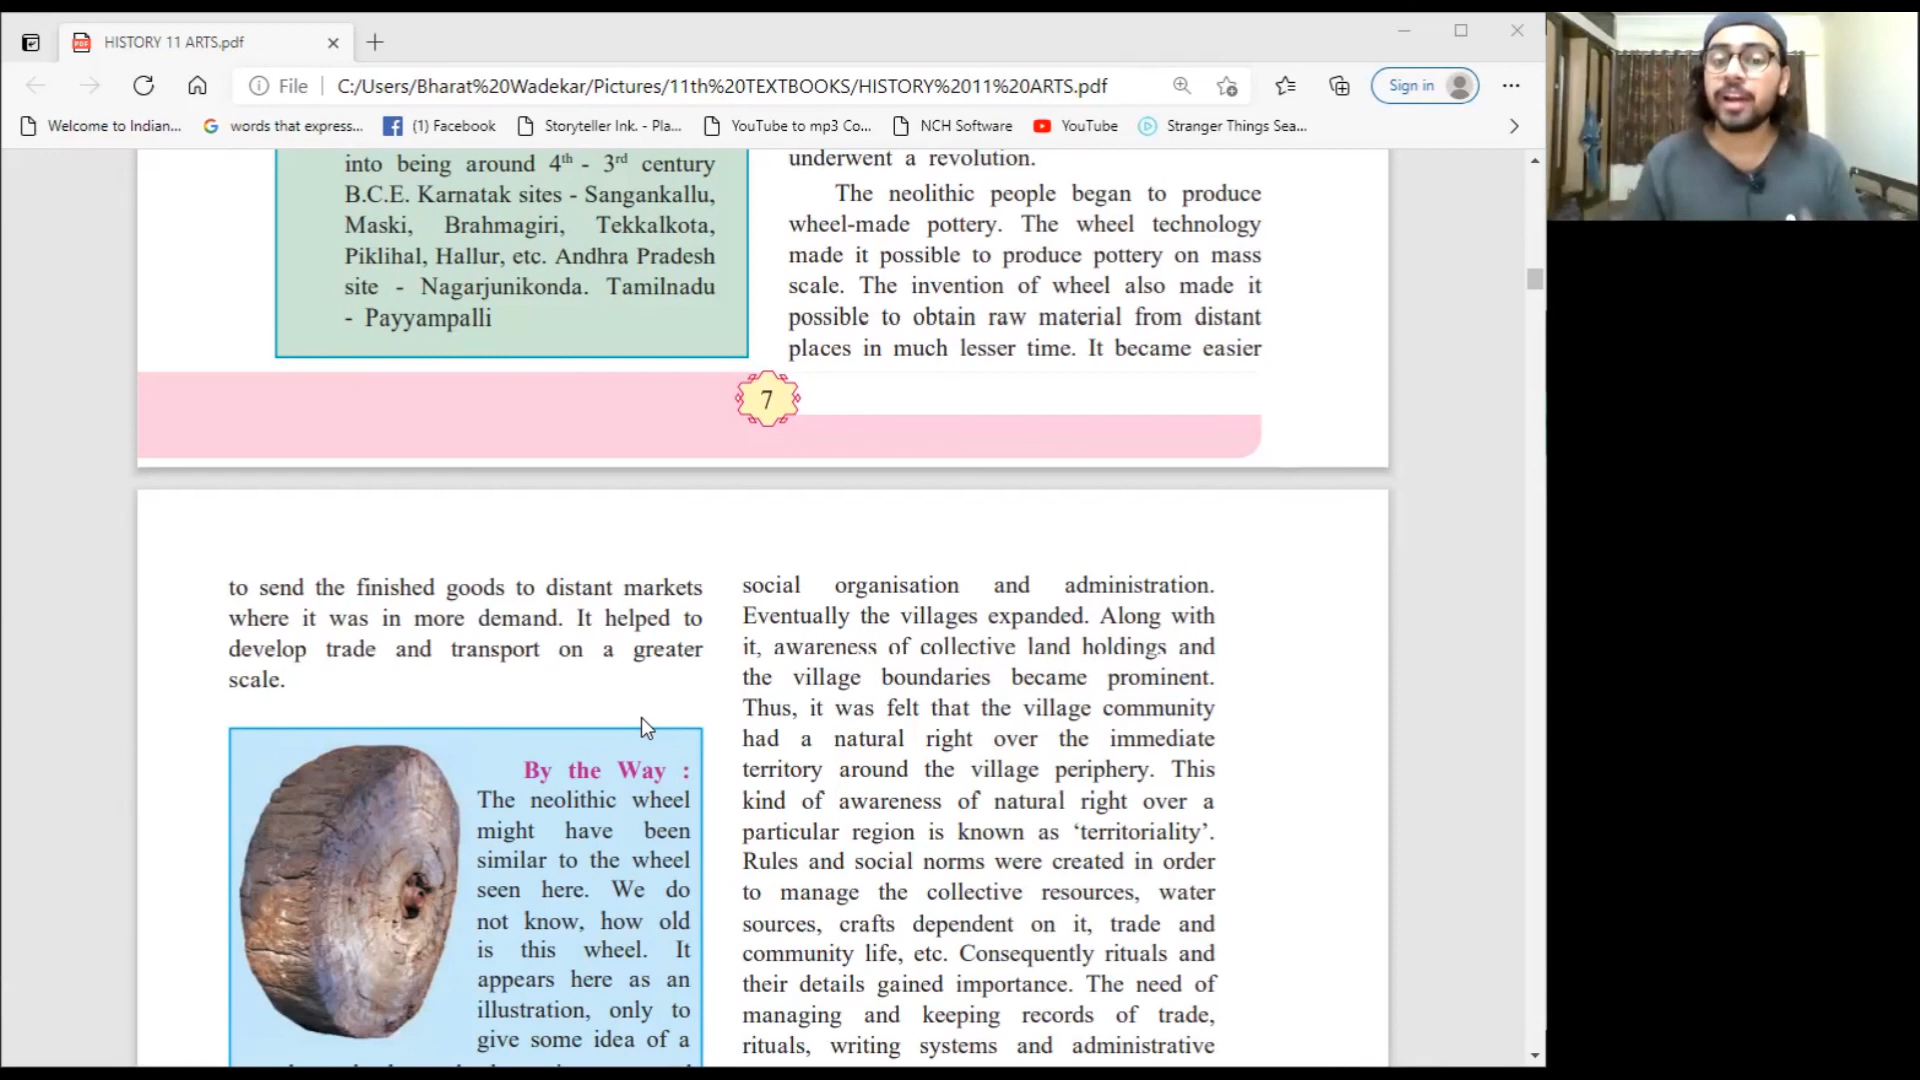 HISTORY 11 ARTS.pdf
File
C:/Users/Bharat%20Wadekar/Pictures/11th%20TEXTBOOKS/HISTORY%2011%20ARTS.pdf
Sign in
Welcome to Indian...
words that express...
(1) Facebook
Storyteller Ink. - Pla...
YouTube to mp3 Co...
NCH Software
YouTube
Stranger Things Sea...
into being around 4th - 3rd century
B.C.E. Karnatak sites - Sangankallu,
Maski, Brahmagiri, Tekkalkota,
Piklihal, Hallur, etc. Andhra Pradesh
site - Nagarjunikonda. Tamilnadu
- Payyampalli
underwent a revolution.
The neolithic people began to produce
wheel-made pottery. The wheel technology
made it possible to produce pottery on mass
scale. The invention of wheel also made it
possible to obtain raw material from distant
places in much lesser time. It became easier
7
to send the finished goods to distant markets
where it was in more demand. It helped to
develop trade and transport on a greater
scale.
By the Way :
The neolithic wheel
might have been
similar to the wheel
seen here. We do
not know, how old
is this wheel. It
appears here as an
illustration, only to
give some idea of a
social organisation and administration.
Eventually the villages expanded. Along with
it, awareness of collective land holdings and
the village boundaries became prominent.
Thus, it was felt that the village community
had a natural right over the immediate
territory around the village periphery. This
kind of awareness of natural right over a
particular region is known as ‘territoriality’.
Rules and social norms were created in order
to manage the collective resources, water
sources, crafts dependent on it, trade and
community life, etc. Consequently rituals and
their details gained importance. The need of
managing and keeping records of trade,
rituals, writing systems and administrative